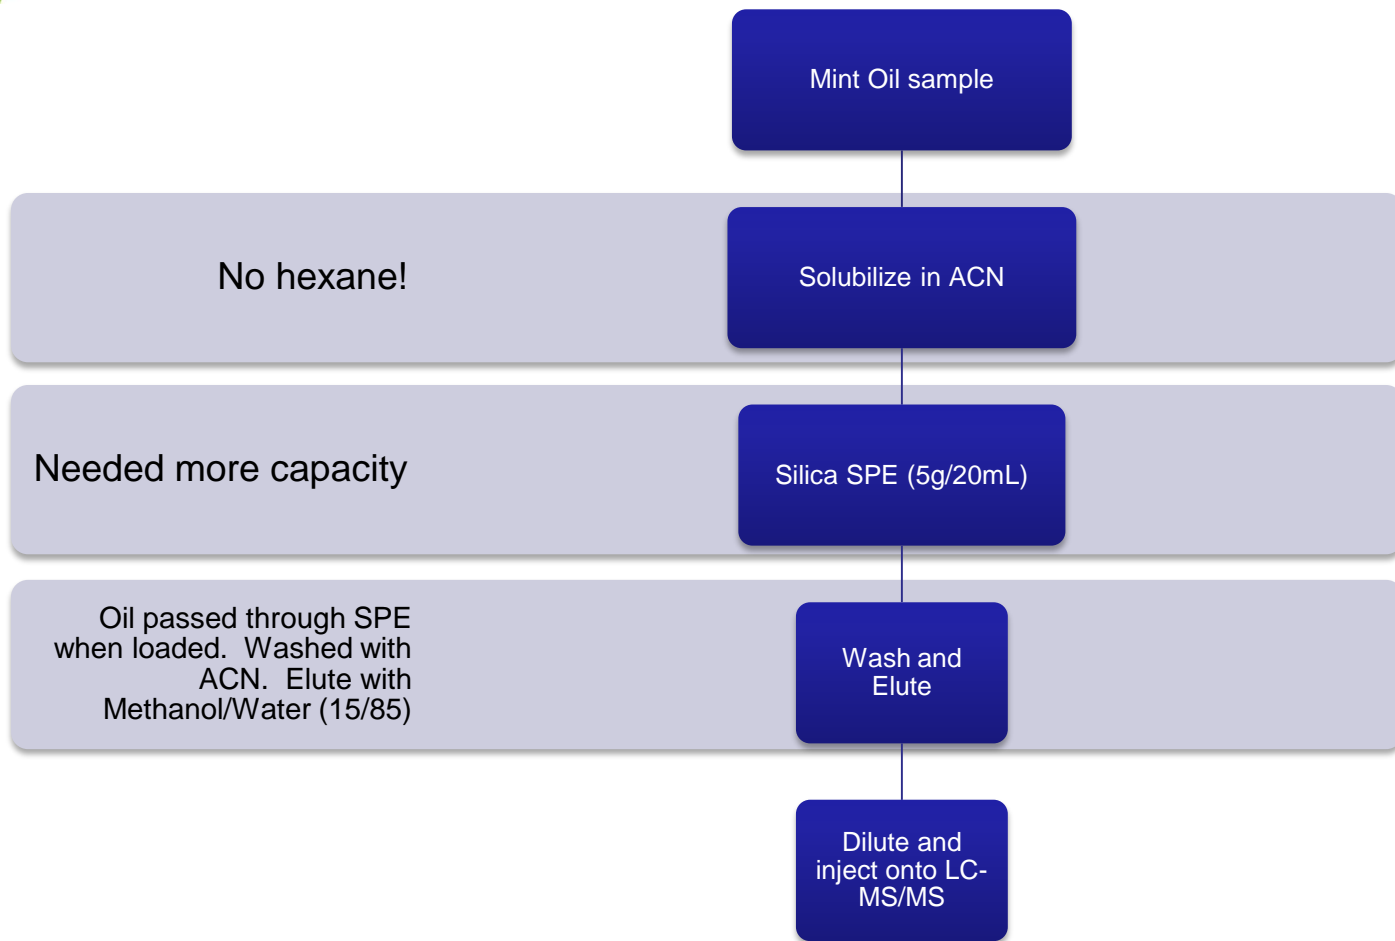 Mint Oil sample
No hexane!
Solubilize in ACN
Needed more capacity
Silica SPE (5g/20mL)
Oil passed through SPE
when loaded.  Washed with
ACN.  Elute with
Methanol/Water (15/85)
Wash and
Elute
Dilute and
inject onto LC-
MS/MS